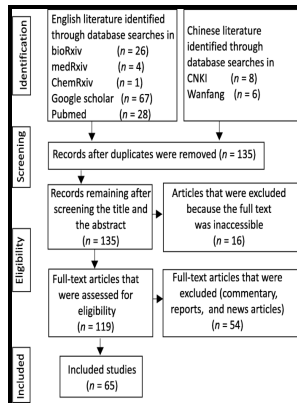 Identification
English literature identified
through database searches in
bioRxiv (n = 26)
medRxiv (n = 4)
ChemRxiv (n = 1)
Google scholar (n = 67)
Pubmed (n = 28)
Chinese literature
identified through
database searches in
CNKI (n = 8)
Wanfang (n = 6)
Screening
Records after duplicates were removed (n = 135)
Records remaining after
screening the title and
the abstract
(n = 135)
Articles that were excluded
because the full text
was inaccessible
(n = 16)
Eligibility
Full-text articles that
were assessed for
eligibility
(n = 119)
Full-text articles that were
excluded (commentary,
reports, and news articles)
(n = 54)
Included
Included studies
(n = 65)